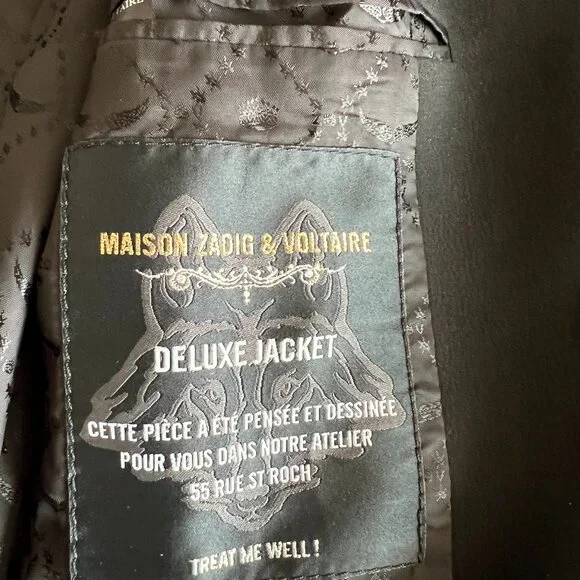 AIRE
MAISON ZADIG & VOLTAIRE
DELUXE JACKET
CETTE PIÈCE A ÉTÉ PENSÉE ET DESSINÉE
POUR VOUS DANS NOTRE ATELIER
55 RUE ST ROCH
TREAT ME WELL !